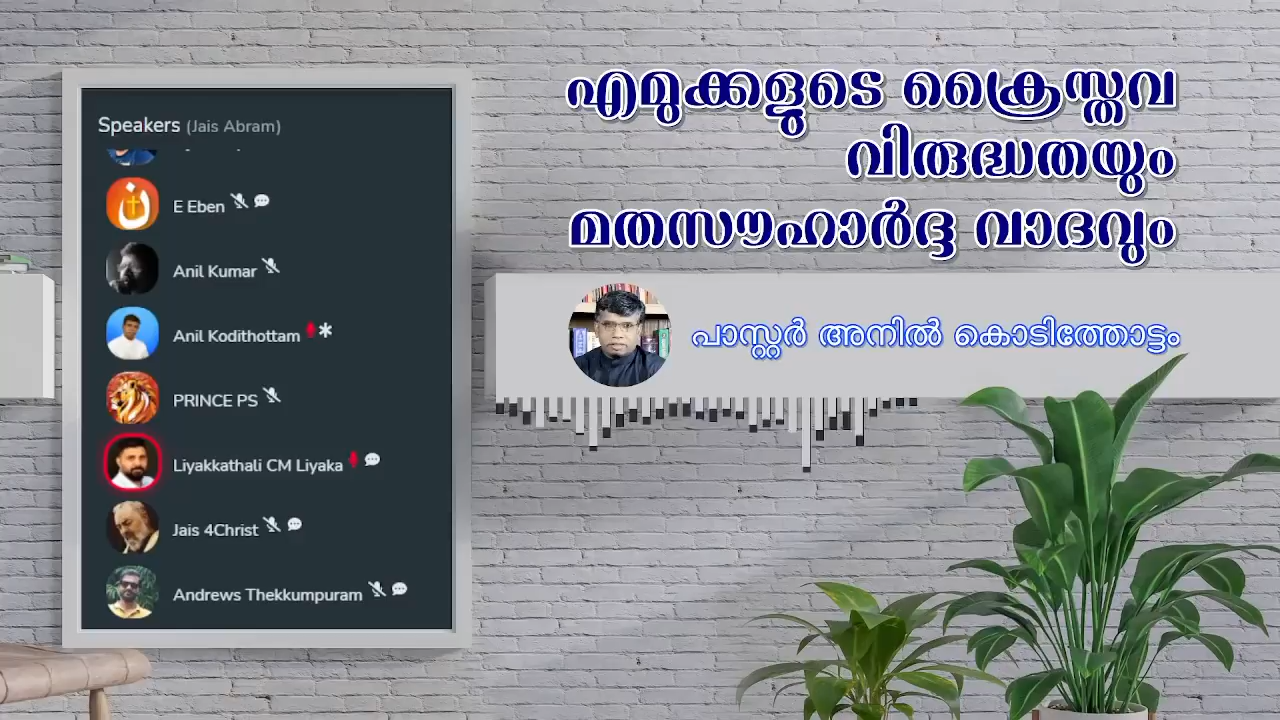 Speakers (Jais Abram)
E Eben
Anil Kumar
Anil Kodithottam
PRINCE PS
Liyakkathali CM Liyaka
Jais 4Christ
Andrews Thekkumpuram
എമുക്കളുടെ ക്രൈസ്തവ
വിരുദ്ധതയും
മതസൗഹാർദ്ദ വാദവും
പാസ്റ്റർ അനിൽ കൊടിത്തോട്ടം